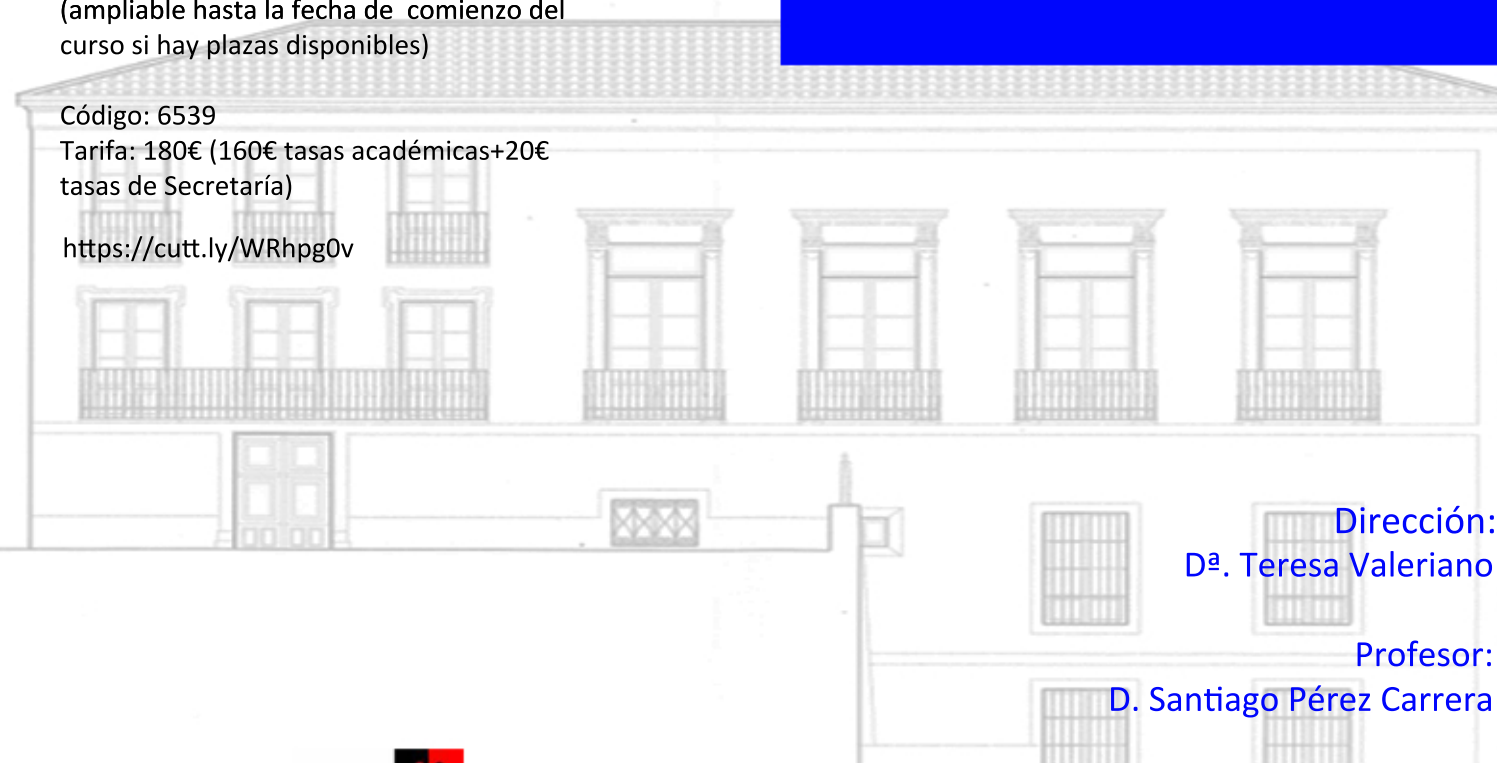 (ampliable hasta la fecha de  comienzo del
curso si hay plazas disponibles)
Código: 6539
Tarifa: 180€ (160€ tasas académicas+20€
tasas de Secretaría)
https://cutt.ly/WRhpg0v
Dirección:
Dª. Teresa Valeriano
Profesor:
D. Santiago Pérez Carrera